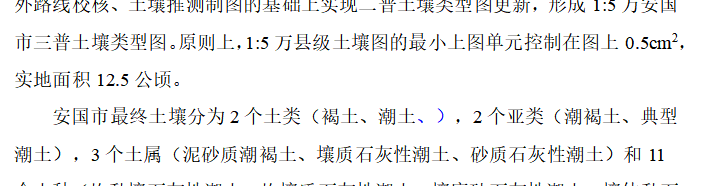 外路线校核、土壤推测制图的基础上实现二普土壤类型图更新，形成 1:5 万安国
市三普土壤类型图。原则上，1:5 万县级土壤图的最小上图单元控制在图上 0.5cm²，
实地面积 12.5 公顷。
安国市最终土壤分为 2 个土类（褐土、潮土、），2 个亚类（潮褐土、典型
潮土），3 个土属（泥砂质潮褐土、壤质石灰性潮土、砂质石灰性潮土）和 11